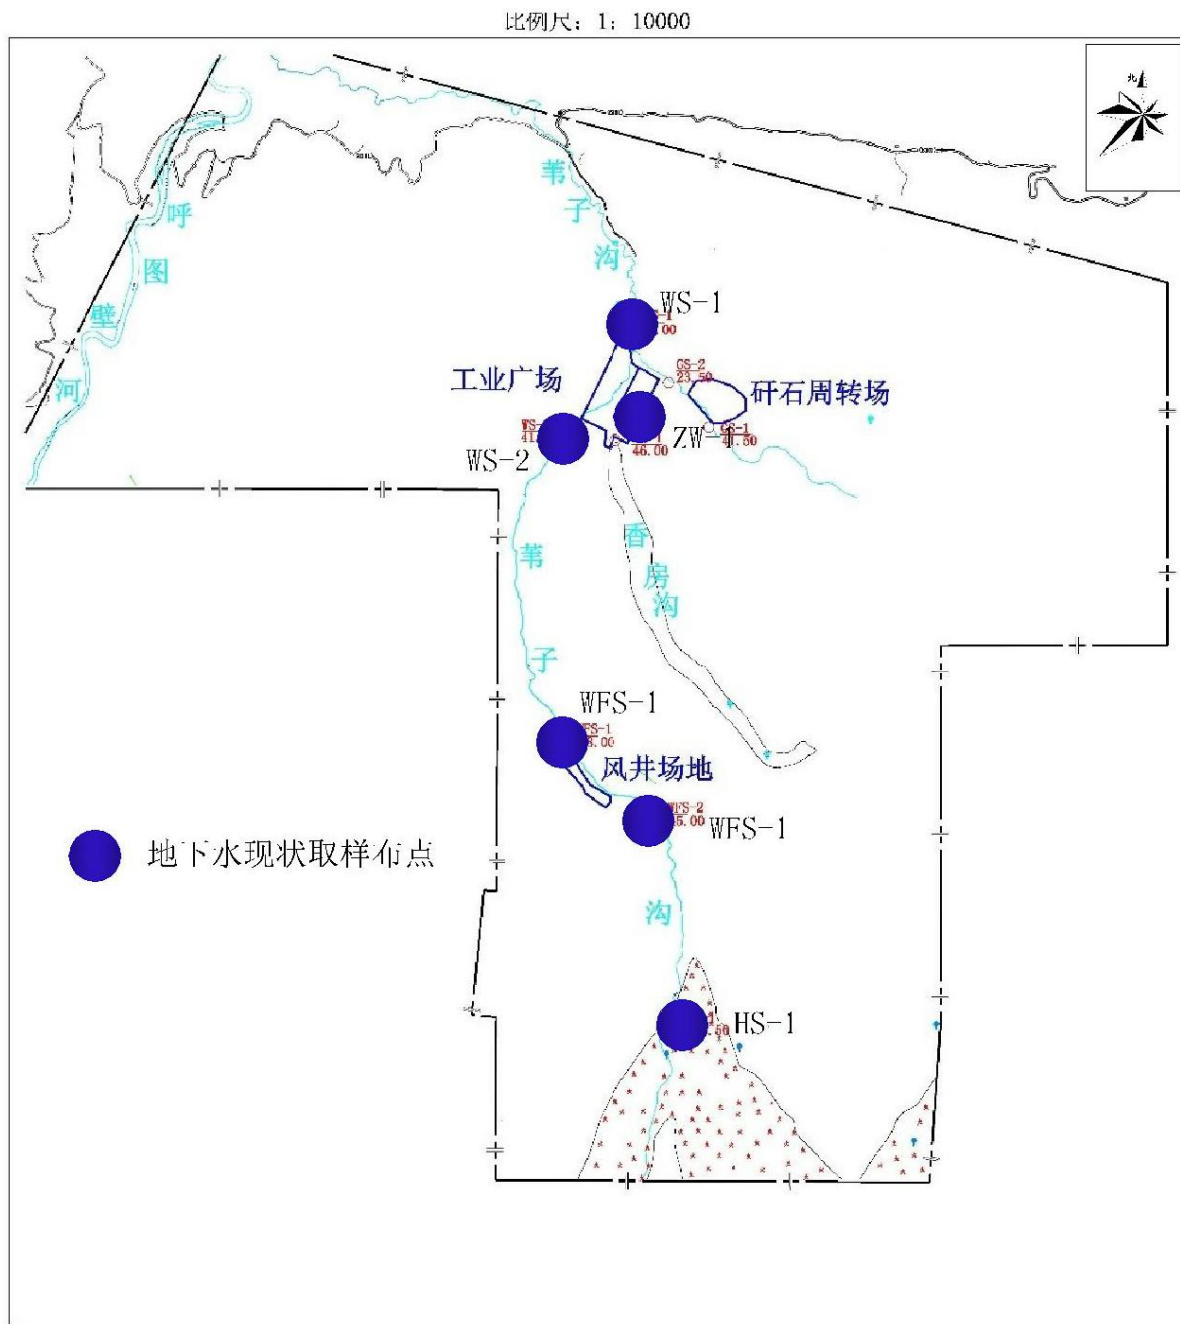 比例尺: 1: 10000
北
苇
子
沟
呼
图
壁
河
WS-1
GS-2
23.50
工业广场
矸石周转场
WS-2
ZW-1
46.00
GS-1
41.50
香
房
沟
苇
子
WFS-1
风井场地
WFS-2
WFS-1
地下水现状取样布点
沟
HS-1